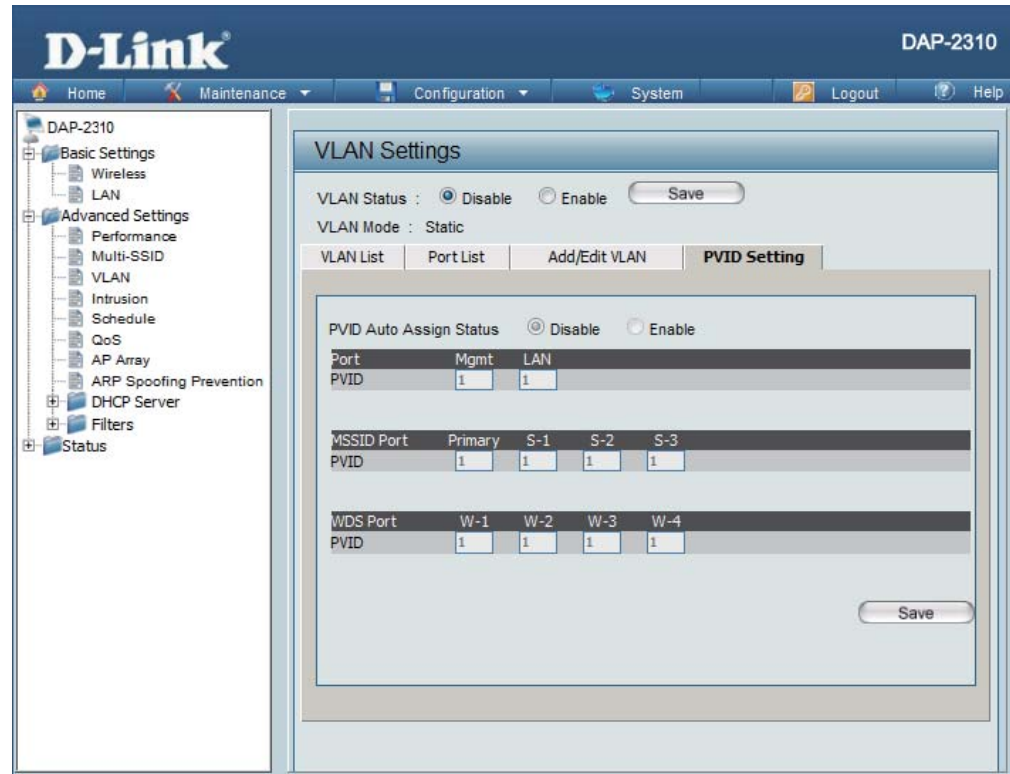 D-Link®
DAP-2310
Home Maintenance Configuration System Logout Help
DAP-2310
Basic Settings
Wireless
LAN
Advanced Settings
Performance
Multi-SSID
VLAN
Intrusion
Schedule
QoS
AP Array
ARP Spoofing Prevention
DHCP Server
Filters
Status
VLAN Settings
VLAN Status : Disable Enable Save
VLAN Mode : Static
VLAN List Port List Add/Edit VLAN PVID Setting
PVID Auto Assign Status Disable Enable
Port Mgmt LAN
PVID 1 1
MSSID Port Primary S-1 S-2 S-3
PVID 1 1 1 1
WDS Port W-1 W-2 W-3 W-4
PVID 1 1 1 1
Save